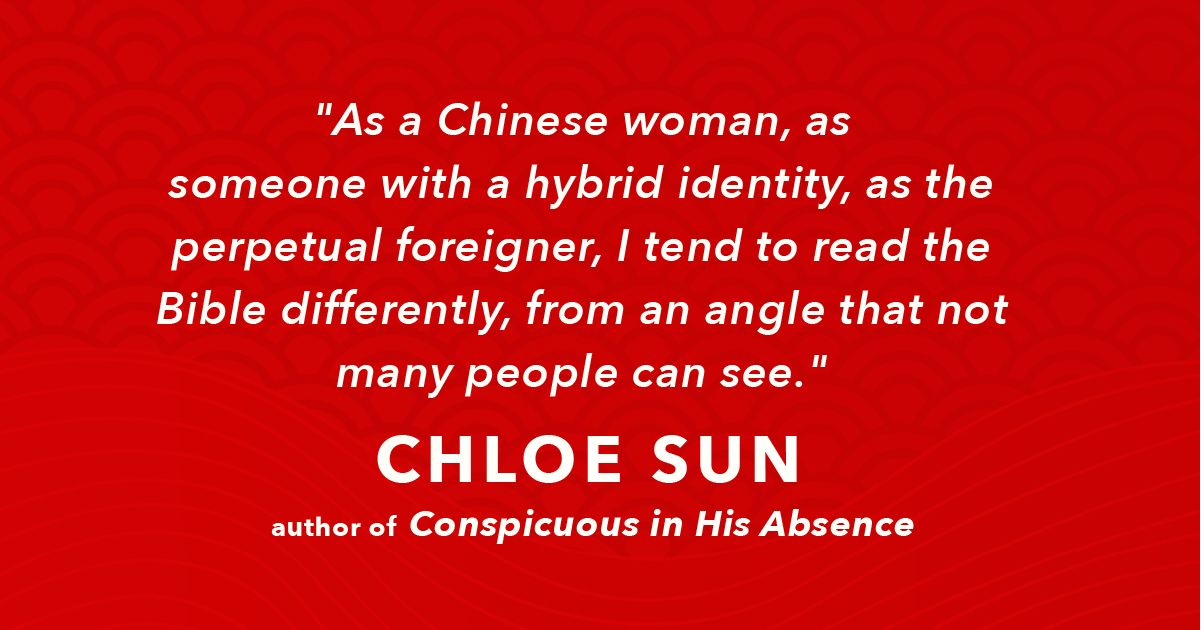 "As a Chinese woman, as
someone with a hybrid identity, as the
perpetual foreigner, I tend to read the
Bible differently, from an angle that not
many people can see."
CHLOE SUN
author of Conspicuous in His Absence